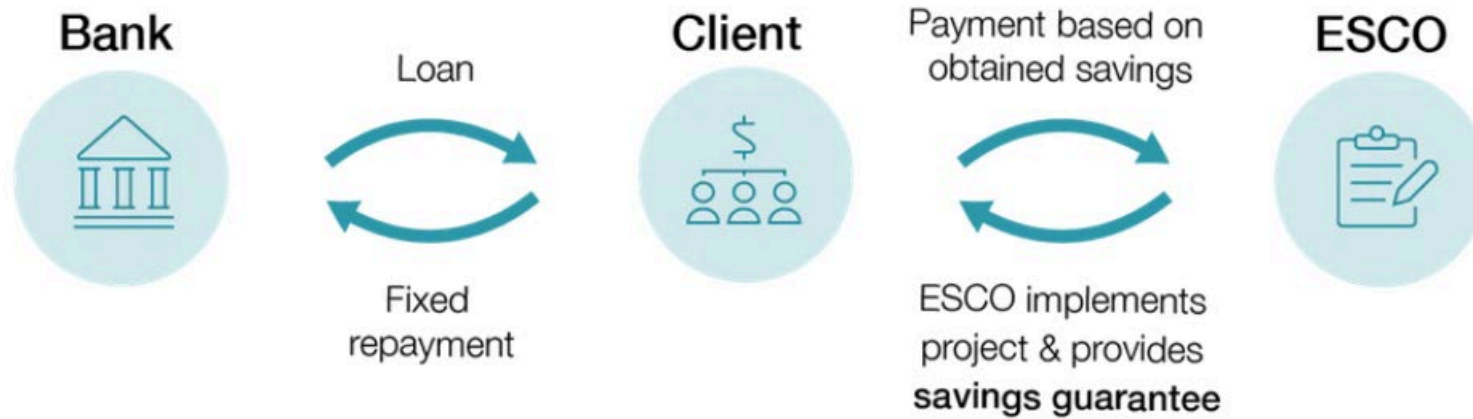 Bank
Loan
Fixed
repayment
Client
$
Payment based on
obtained savings
ESCO implements
project & provides
savings guarantee
ESCO